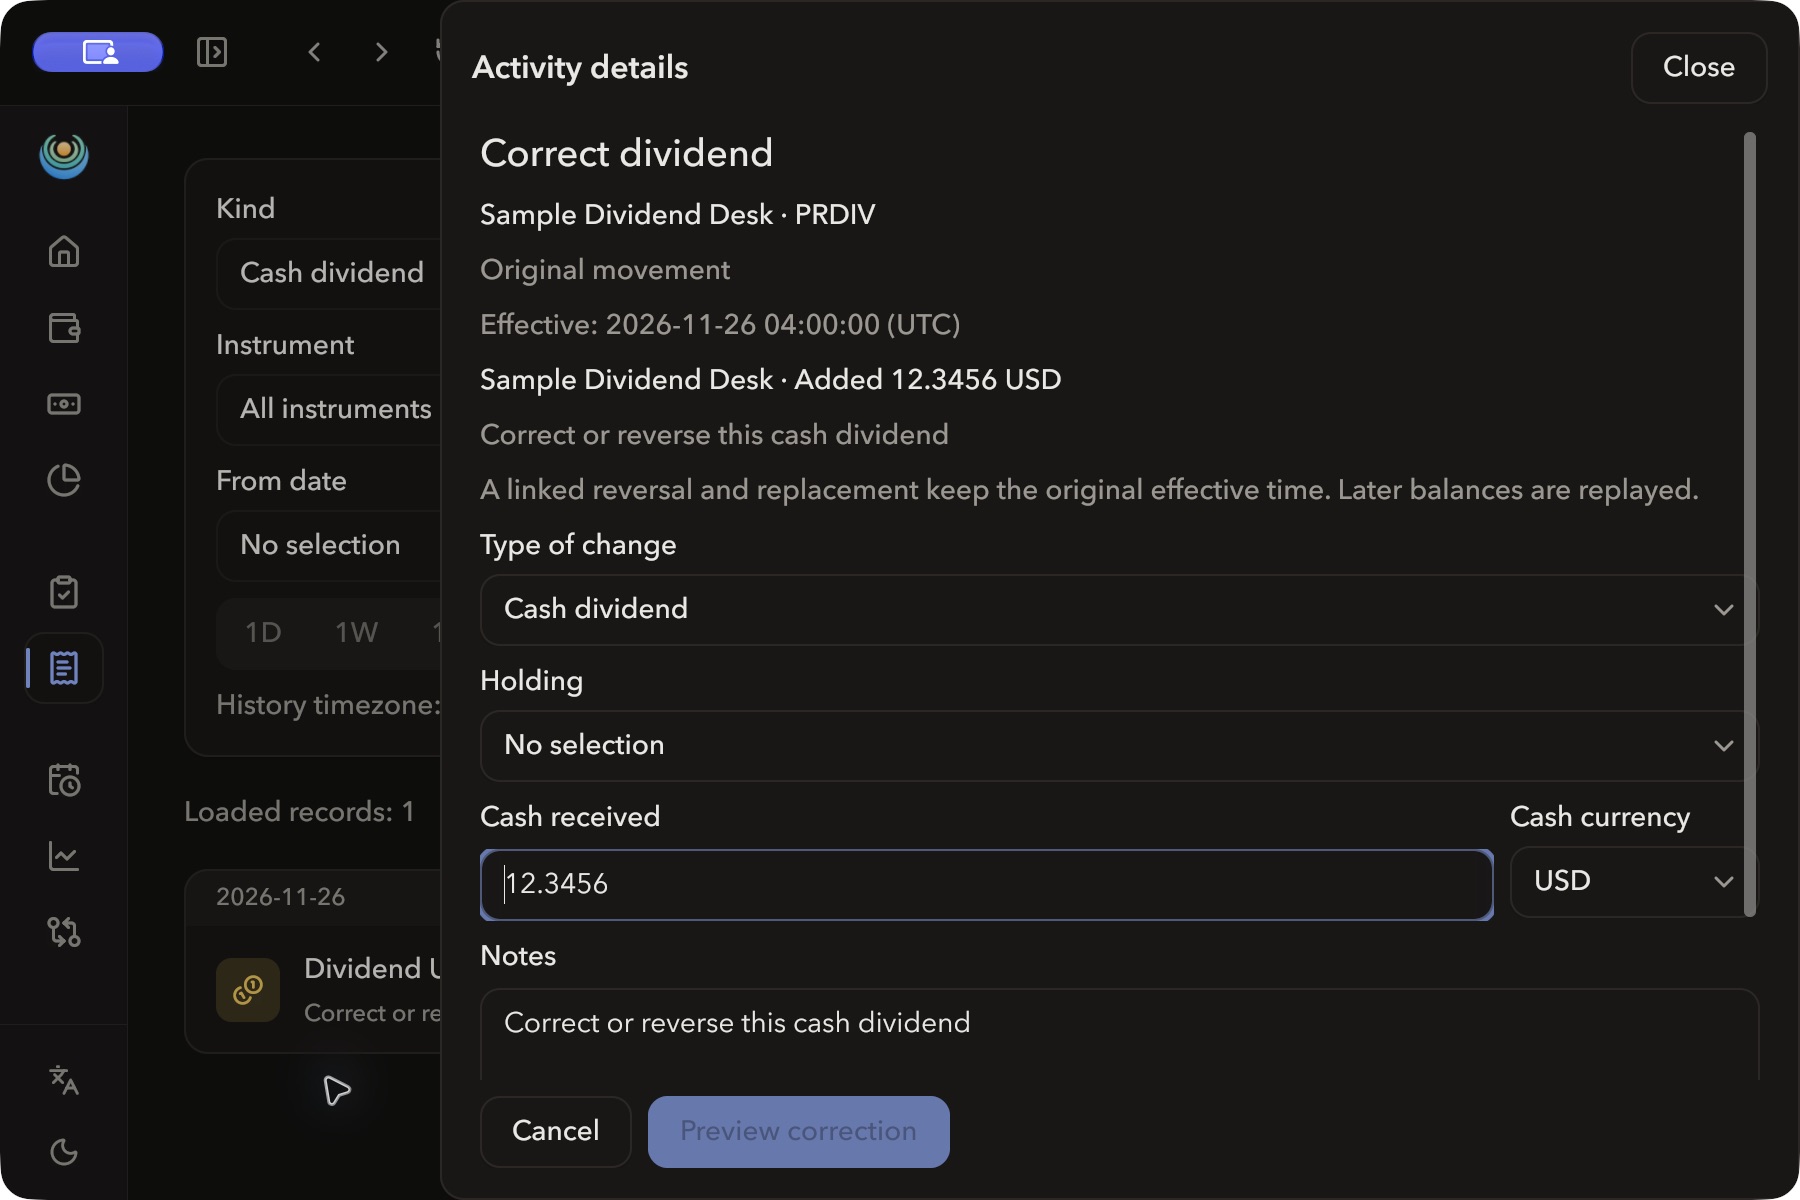 Activity details
Close
Kind
Cash dividend
Instrument
All instruments
From date
No selection
1D 1W
History timezone:
Loaded records: 1
2026-11-26
Dividend
Correct or re
Correct dividend
Sample Dividend Desk · PRDIV
Original movement
Effective: 2026-11-26 04:00:00 (UTC)
Sample Dividend Desk · Added 12.3456 USD
Correct or reverse this cash dividend
A linked reversal and replacement keep the original effective time. Later balances are replayed.
Type of change
Cash dividend
Holding
No selection
Cash received
Cash currency
12.3456
USD
Notes
Correct or reverse this cash dividend
Cancel
Preview correction